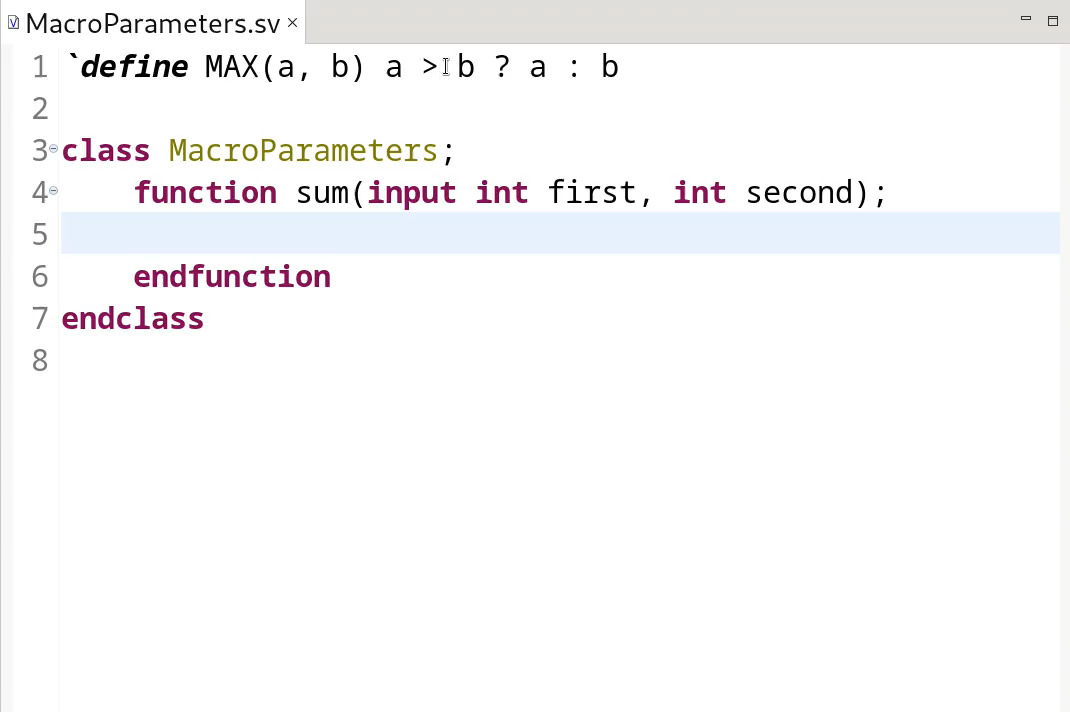 MacroParameters.sv
1 `define MAX(a, b) a > b ? a : b
2
3 class MacroParameters;
4     function sum(input int first, int second);
5
6     endfunction
7 endclass
8